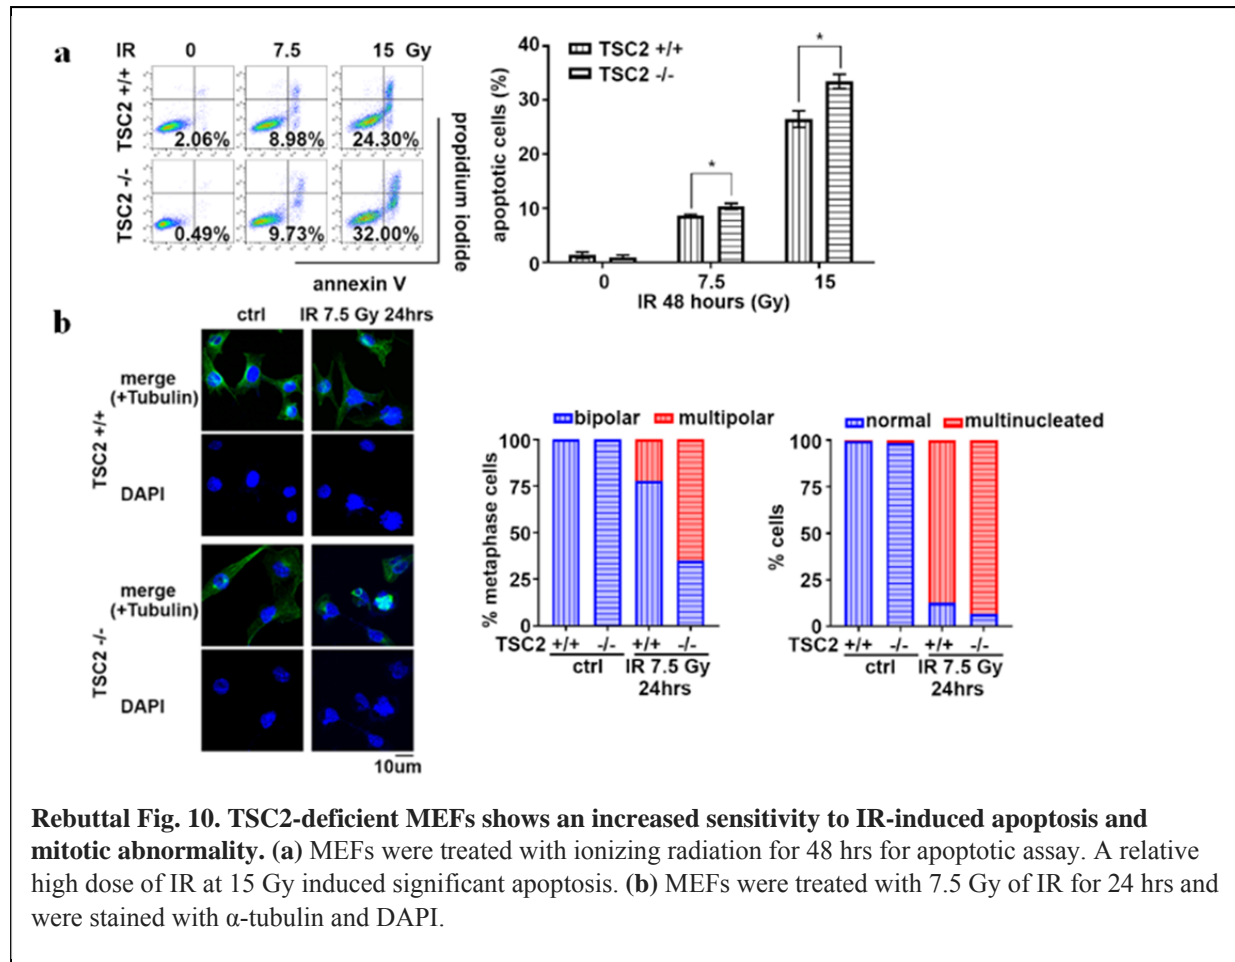 a
IR 0 7.5 15 Gy
TSC2 +/+
2.06% 8.98% 24.30%
TSC2 -/-
0.49% 9.73% 32.00%
propidium iodide
annexin V
TSC2 +/+
TSC2 -/-
apoptotic cells (%)
40
30
20
10
0
*
*
0 7.5 15
IR 48 hours (Gy)
b
ctrl IR 7.5 Gy 24hrs
TSC2 +/+
merge
(+Tubulin)
DAPI
TSC2 -/-
merge
(+Tubulin)
DAPI
10um
bipolar multipolar
% metaphase cells
100
75
50
25
0
TSC2 +/+ -/- +/+ -/-
ctrl IR 7.5 Gy
24hrs
normal multinucleated
% cells
100
75
50
25
0
TSC2 +/+ -/- +/+ -/-
ctrl IR 7.5 Gy
24hrs
Rebuttal Fig. 10. TSC2-deficient MEFs shows an increased sensitivity to IR-induced apoptosis and
mitotic abnormality. (a) MEFs were treated with ionizing radiation for 48 hrs for apoptotic assay. A relative
high dose of IR at 15 Gy induced significant apoptosis. (b) MEFs were treated with 7.5 Gy of IR for 24 hrs and
were stained with α-tubulin and DAPI.